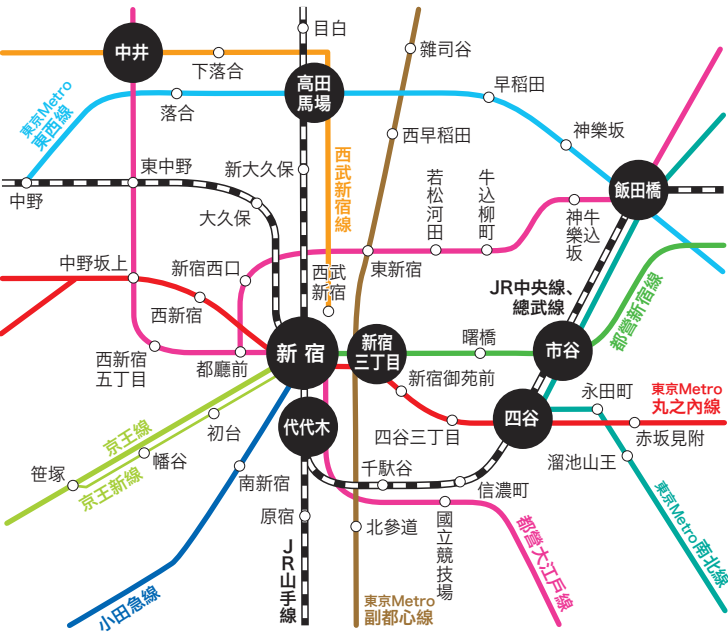 目白
中井
下落合
雜司谷
高田
馬場
早稻田
東京Metro
東西線
落合
神樂坂
西早稻田
東中野
新大久保
西武新宿線
若松河田
牛込柳町
飯田橋
中野
大久保
牛込
神樂坂
中野坂上
新宿西口
西武
新宿
東新宿
JR中央線、
總武線
西新宿
都營新宿線
新宿
新宿
三丁目
曙橋
市谷
西新宿
五丁目
都廳前
新宿御苑前
永田町
東京Metro
丸之內線
京王線
初台
代代木
四谷
四谷三丁目
赤坂見附
幡谷
笹塚
京王新線
南新宿
千馱谷
信濃町
溜池山王
原宿
北參道
國立競技場
都營大江戶線
東京Metro南北線
JR山手線
小田急線
東京Metro
副都心線